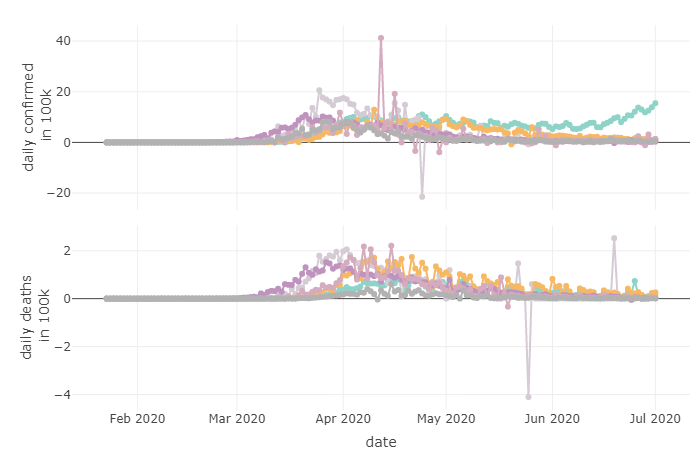 40
20
0
−20
daily confirmed
in 100k
2
0
−2
−4
daily deaths
in 100k
Feb 2020 Mar 2020 Apr 2020 May 2020 Jun 2020 Jul 2020
date